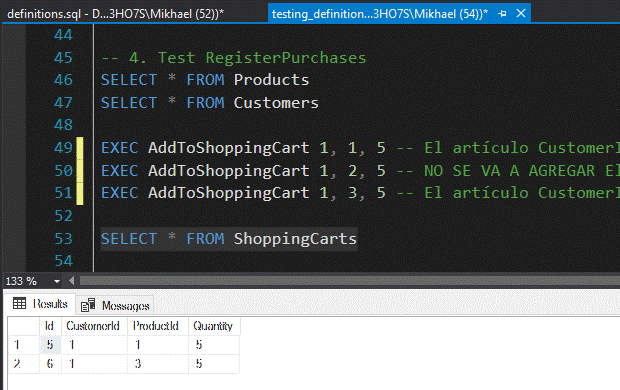 definitions.sql - D...3HO7S\Mikhael (52))* testing_definition...3HO7S\Mikhael (54))*
44
45 -- 4. Test RegisterPurchases
46 SELECT * FROM Products
47 SELECT * FROM Customers
48
49 EXEC AddToShoppingCart 1, 1, 5 -- El artículo CustomerI
50 EXEC AddToShoppingCart 1, 2, 5 -- NO SE VA A AGREGAR El
51 EXEC AddToShoppingCart 1, 3, 5 -- El artículo CustomerI
52
53 SELECT * FROM ShoppingCarts
54
133 %
Results Messages
Id CustomerId ProductId Quantity
1 5 1 1 5
2 6 1 3 5